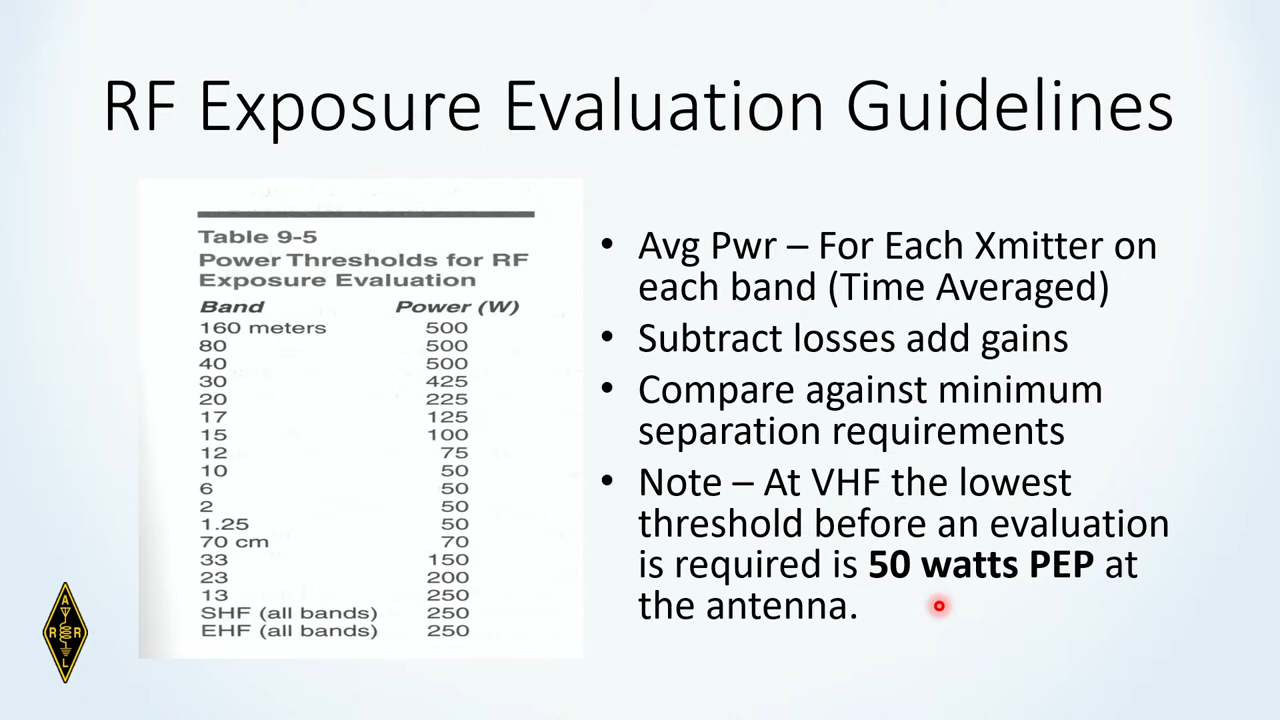 RF Exposure Evaluation Guidelines
Table 9-5
Power Thresholds for RF
Exposure Evaluation
Band Power (W)
160 meters 500
80 500
40 500
30 425
20 225
17 125
15 100
12 75
10 50
6 50
2 50
1.25 50
70 cm 70
33 150
23 200
13 250
SHF (all bands) 250
EHF (all bands) 250
• Avg Pwr – For Each Xmitter on
each band (Time Averaged)
• Subtract losses add gains
• Compare against minimum
separation requirements
• Note – At VHF the lowest
threshold before an evaluation
is required is 50 watts PEP at
the antenna.
A
R R
L